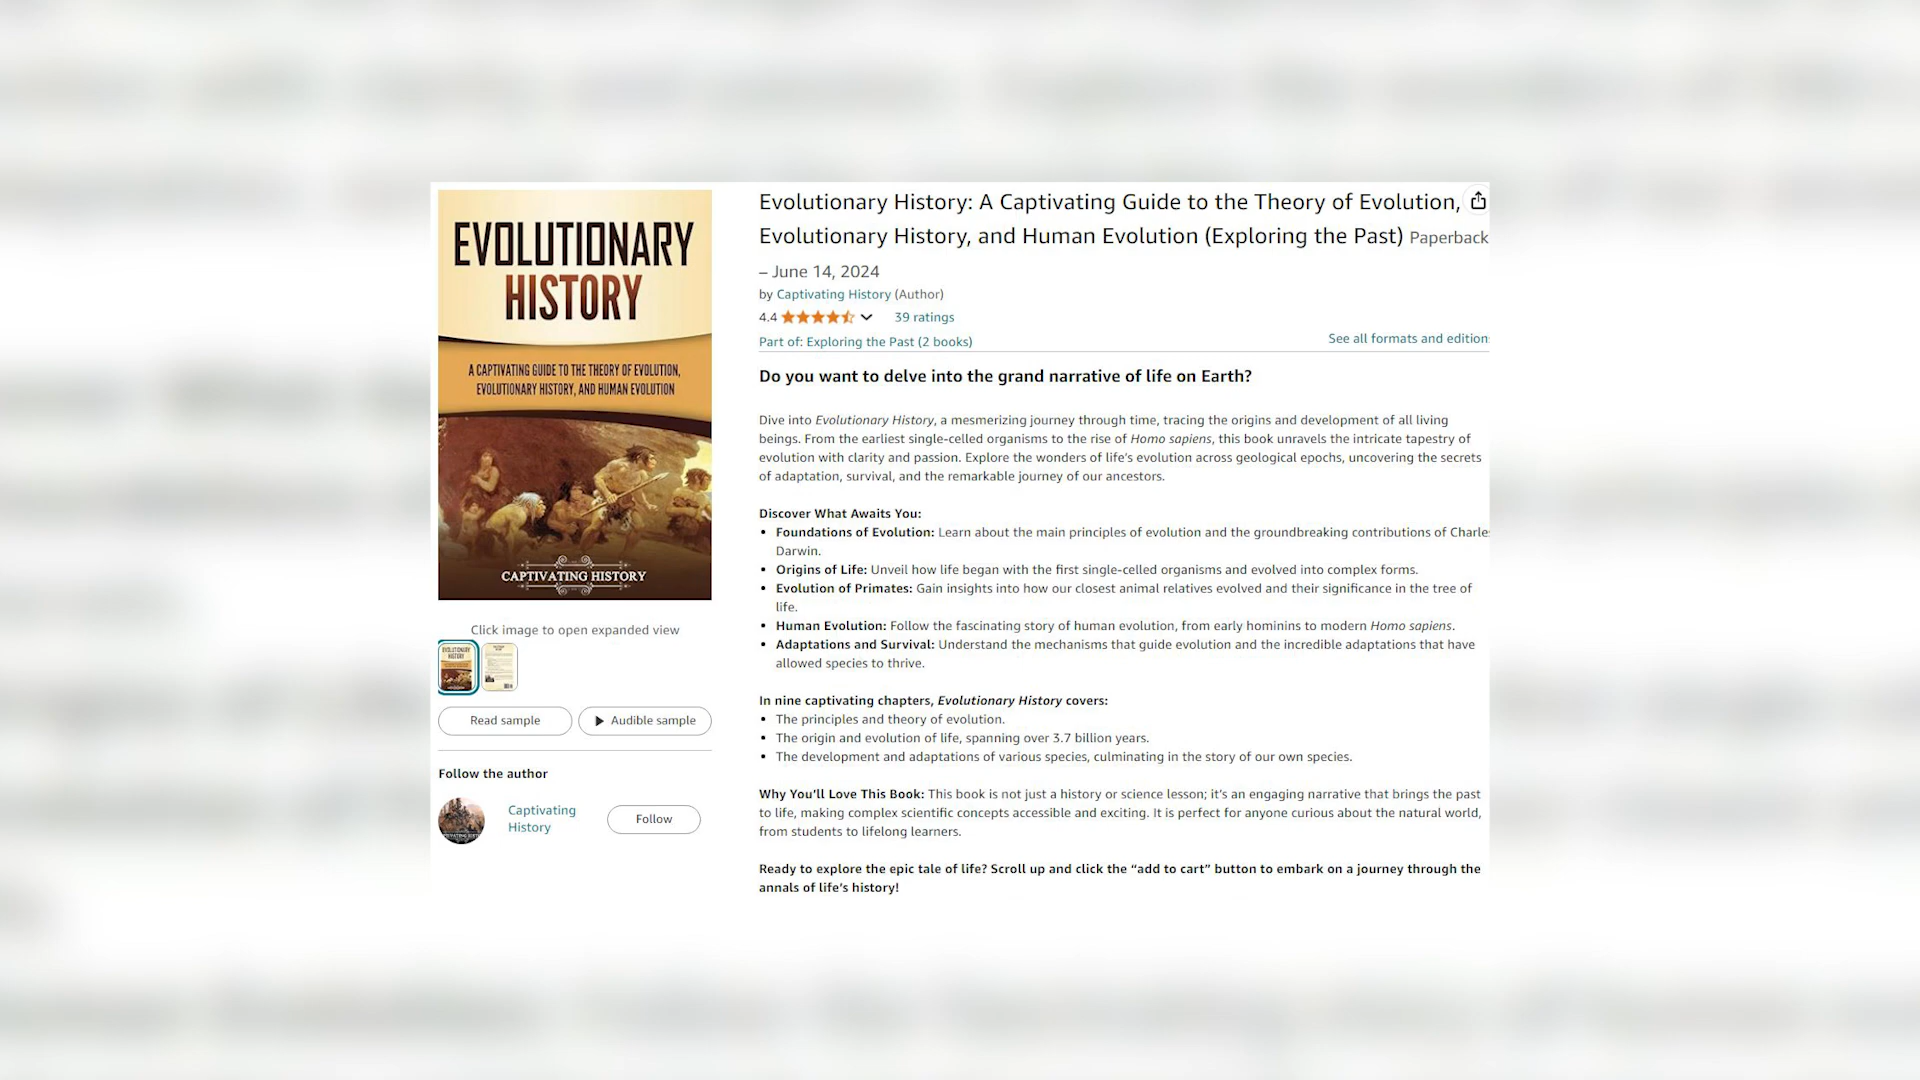 EVOLUTIONARY
HISTORY
A CAPTIVATING GUIDE TO THE THEORY OF EVOLUTION,
EVOLUTIONARY HISTORY, AND HUMAN EVOLUTION
CAPTIVATING HISTORY
Click image to open expanded view
EVOLUTIONARY
HISTORY
Read sample
Audible sample
Follow the author
Captivating
History
Follow
Evolutionary History: A Captivating Guide to the Theory of Evolution,
Evolutionary History, and Human Evolution (Exploring the Past) Paperback
– June 14, 2024
by Captivating History (Author)
4.4 39 ratings
Part of: Exploring the Past (2 books)
See all formats and edition
Do you want to delve into the grand narrative of life on Earth?
Dive into Evolutionary History, a mesmerizing journey through time, tracing the origins and development of all living
beings. From the earliest single-celled organisms to the rise of Homo sapiens, this book unravels the intricate tapestry of
evolution with clarity and passion. Explore the wonders of life's evolution across geological epochs, uncovering the secrets
of adaptation, survival, and the remarkable journey of our ancestors.
Discover What Awaits You:
• Foundations of Evolution: Learn about the main principles of evolution and the groundbreaking contributions of Charle
Darwin.
• Origins of Life: Unveil how life began with the first single-celled organisms and evolved into complex forms.
• Evolution of Primates: Gain insights into how our closest animal relatives evolved and their significance in the tree of
life.
• Human Evolution: Follow the fascinating story of human evolution, from early hominins to modern Homo sapiens.
• Adaptations and Survival: Understand the mechanisms that guide evolution and the incredible adaptations that have
allowed species to thrive.
In nine captivating chapters, Evolutionary History covers:
• The principles and theory of evolution.
• The origin and evolution of life, spanning over 3.7 billion years.
• The development and adaptations of various species, culminating in the story of our own species.
Why You'll Love This Book: This book is not just a history or science lesson; it's an engaging narrative that brings the past
to life, making complex scientific concepts accessible and exciting. It is perfect for anyone curious about the natural world,
from students to lifelong learners.
Ready to explore the epic tale of life? Scroll up and click the “add to cart” button to embark on a journey through the
annals of life's history!